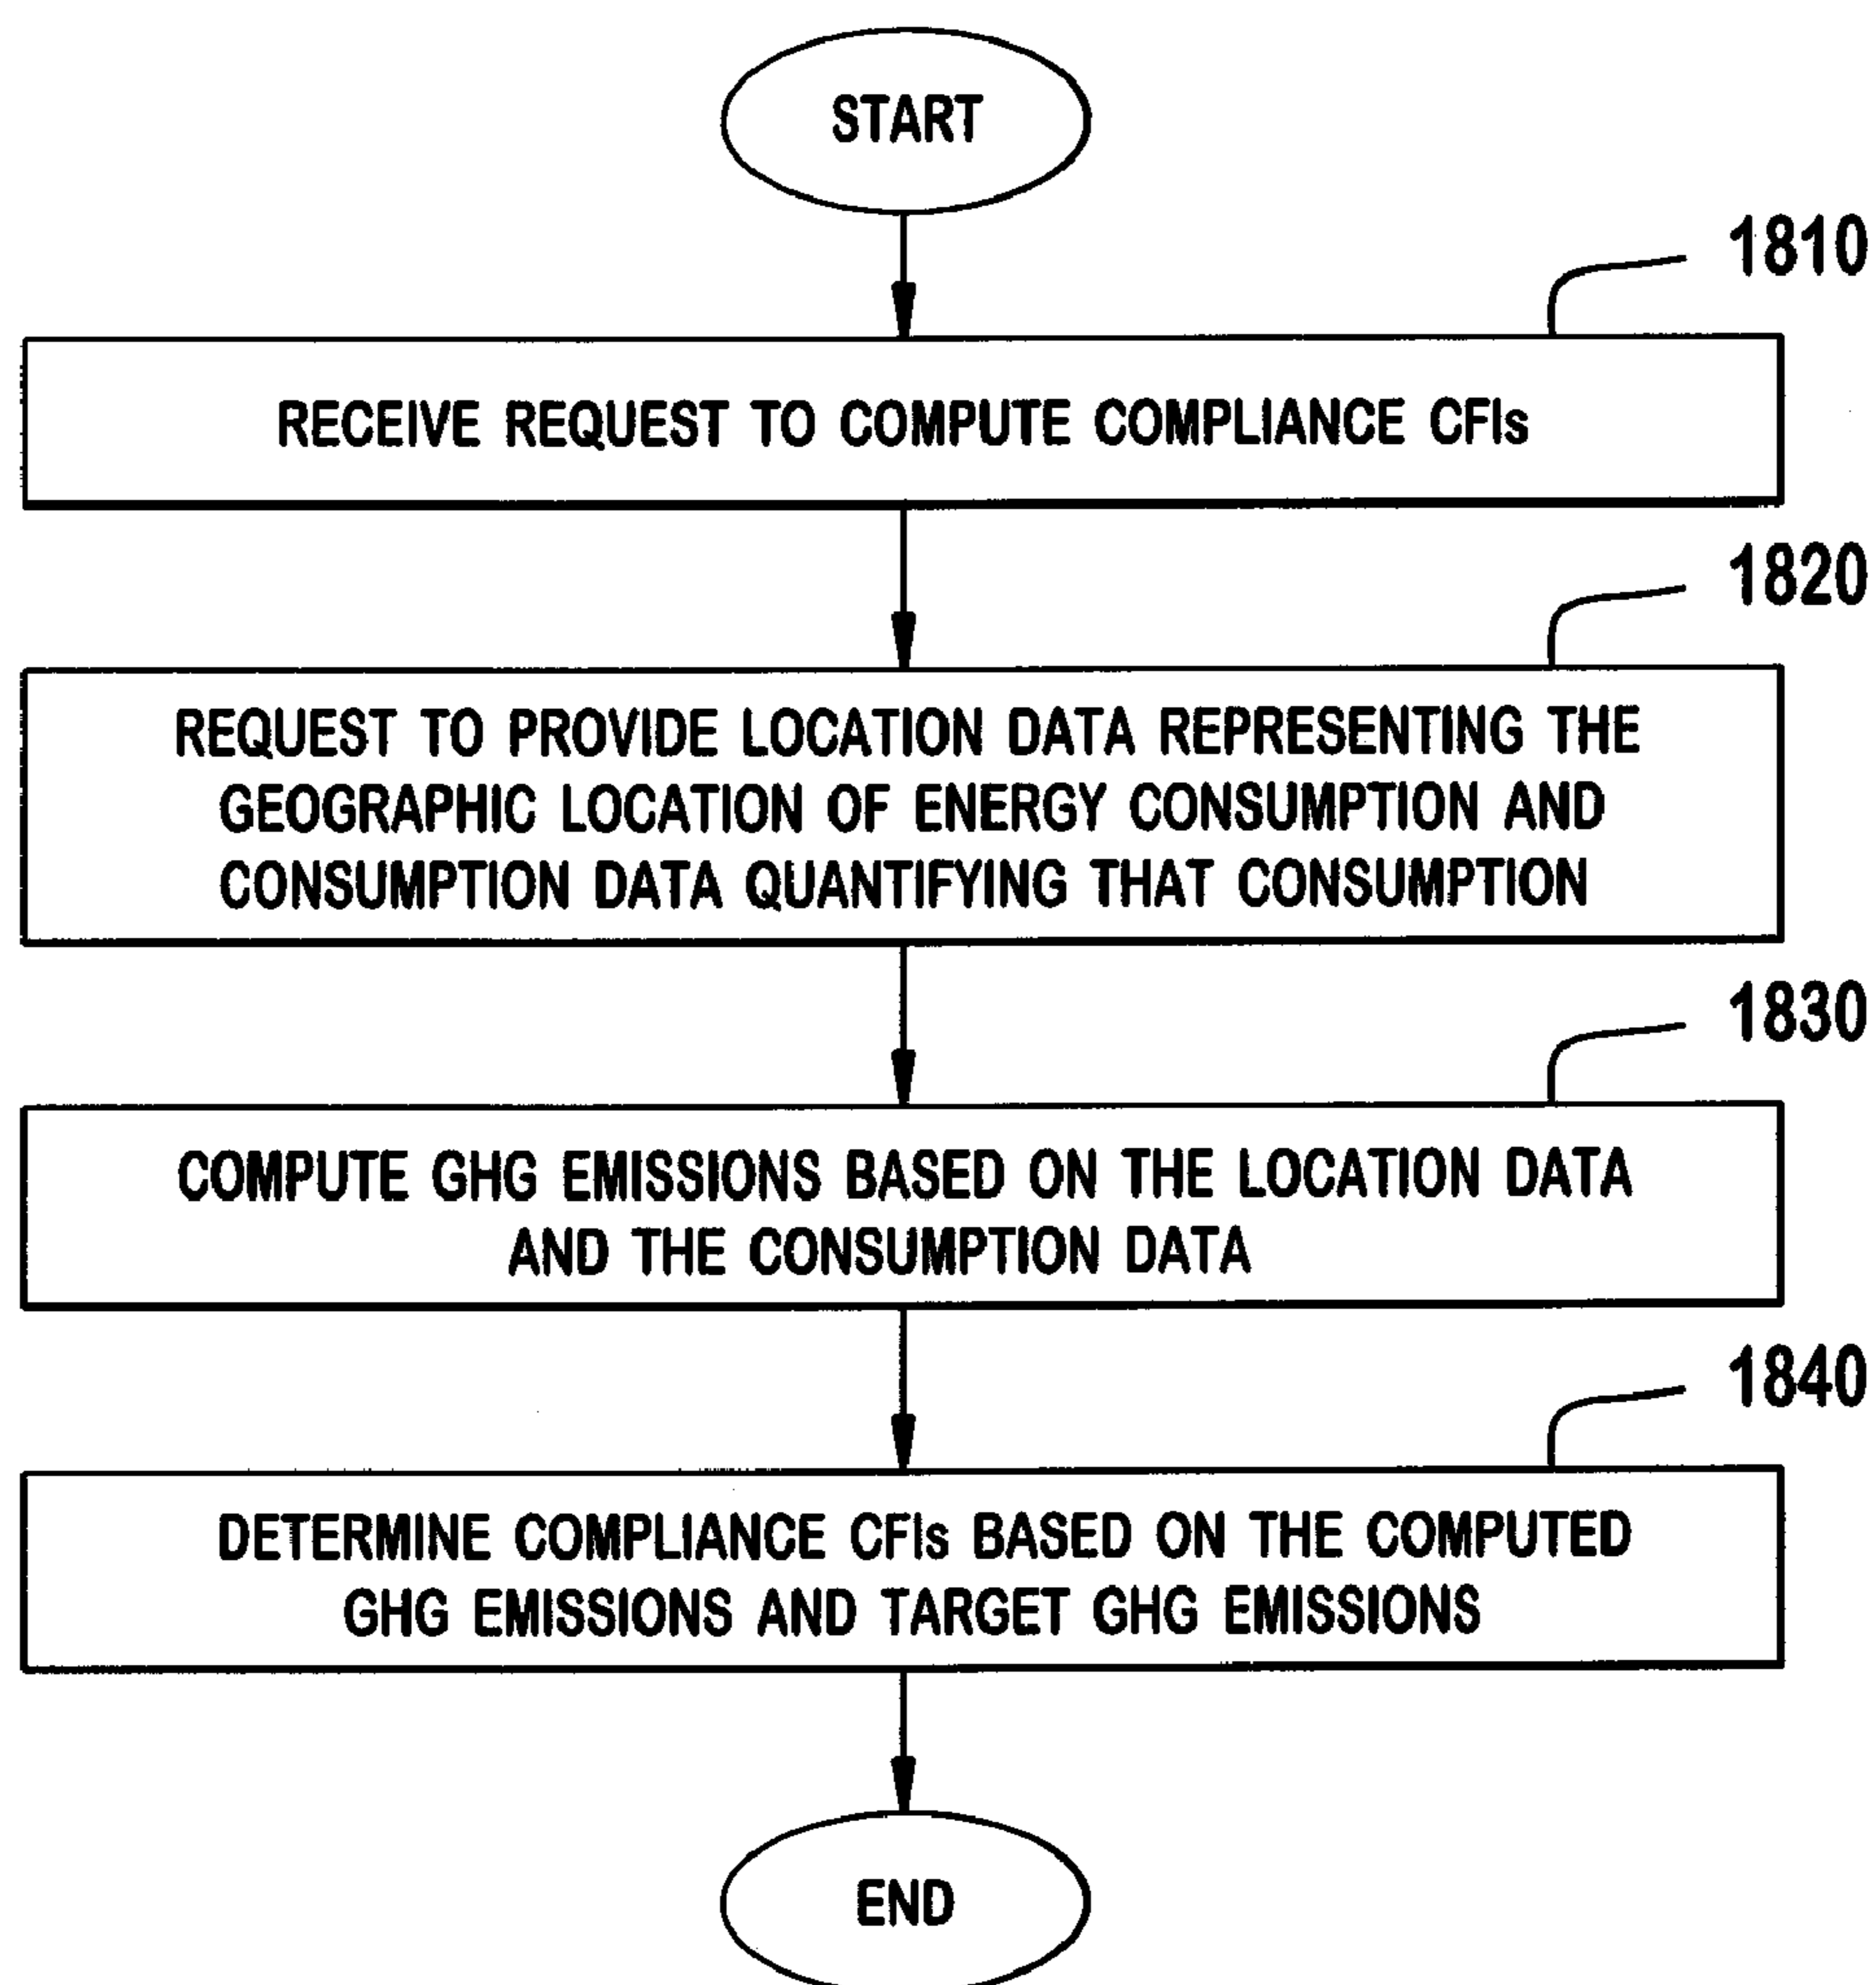 START
1810
RECEIVE REQUEST TO COMPUTE COMPLIANCE CFIs
1820
REQUEST TO PROVIDE LOCATION DATA REPRESENTING THE
GEOGRAPHIC LOCATION OF ENERGY CONSUMPTION AND
CONSUMPTION DATA QUANTIFYING THAT CONSUMPTION
1830
COMPUTE GHG EMISSIONS BASED ON THE LOCATION DATA
AND THE CONSUMPTION DATA
1840
DETERMINE COMPLIANCE CFIs BASED ON THE COMPUTED
GHG EMISSIONS AND TARGET GHG EMISSIONS
END